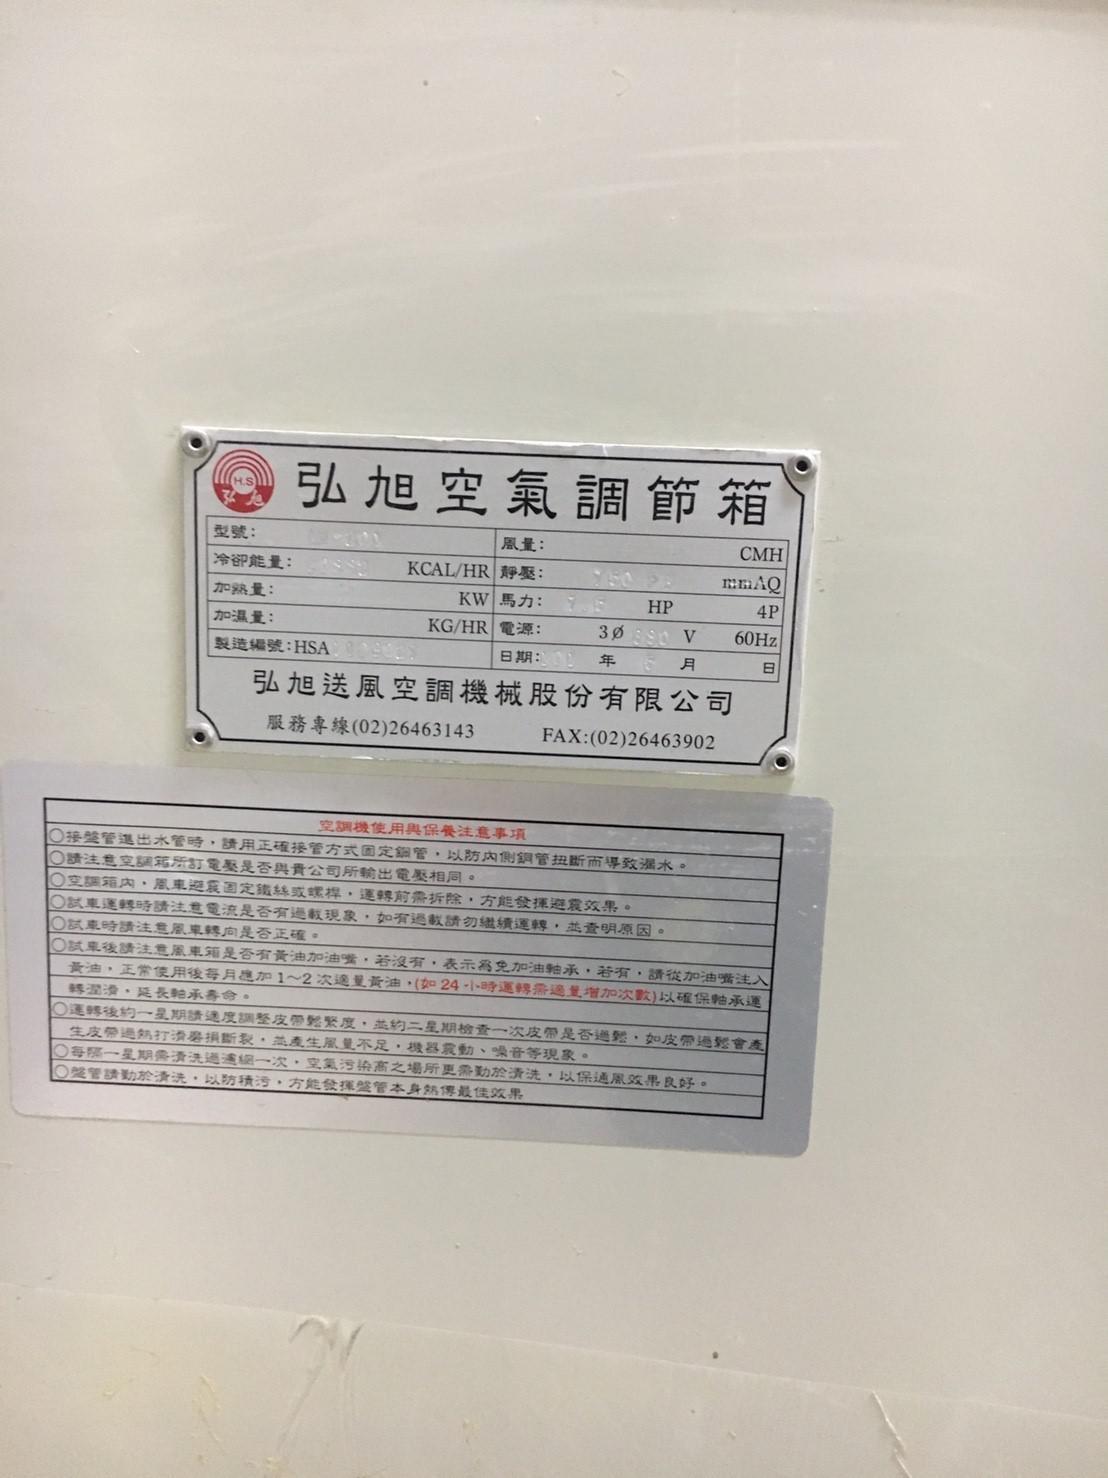 H.S
弘旭
弘旭空氣調節箱
型號:
風量: CMH
冷卻能量: KCAL/HR
靜壓: mmAQ
加熱量: KW
馬力: HP 4P
加濕量: KG/HR
電源: 3Ø 380 V 60Hz
製造編號:HSA
日期: 年 月 日
弘旭送風空調機械股份有限公司
服務專線(02)26463143 FAX:(02)26463902
空調機使用與保養注意事項
○接盤管進出水管時,請用正確接管方式固定銅管,以防內側銅管扭斷而導致漏水。
○請注意空調箱所訂電壓是否與貴公司所輸出電壓相同。
○空調箱內,風車避震固定鐵絲或螺桿,運轉前需拆除,方能發揮避震效果。
○試車運轉時請注意電流是否有過載現象,如有過載請勿繼續運轉,並查明原因。
○試車時請注意風車轉向是否正確。
○試車後請注意風車箱是否有黃油加油嘴,若沒有,表示為免加油軸承,若有,請從加油嘴注入
黃油,正常使用後每月應加1~2次適量黃油,(如24小時運轉需適量增加次數)以確保軸承運
轉潤滑,延長軸承壽命。
○運轉後約一星期請適度調整皮帶鬆緊度,並約二星期檢查一次皮帶是否過鬆,如皮帶過鬆會產
生皮帶過熱打滑磨損斷裂,並產生風量不足,機器震動、噪音等現象。
○每隔一星期需清洗過濾網一次,空氣污染高之場所更需勤於清洗,以保通風效果良好。
○盤管請勤於清洗,以防積污,方能發揮盤管本身熱傳最佳效果